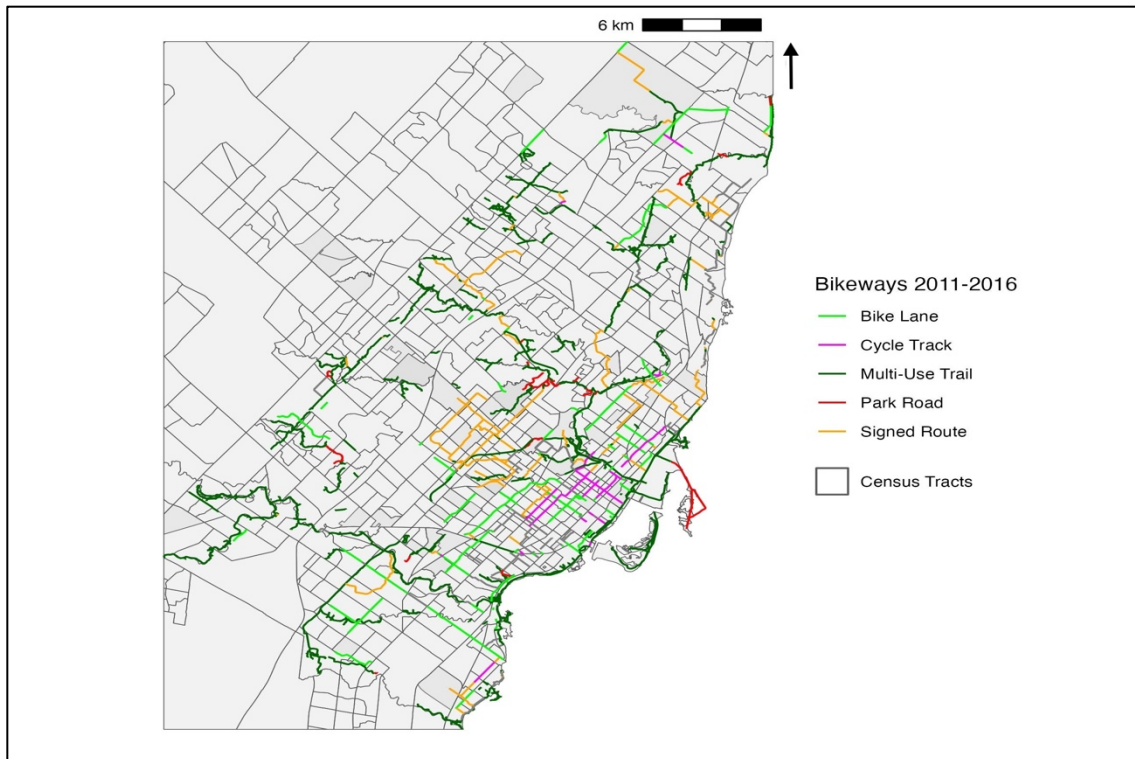 6 km
Bikeways 2011-2016
Bike Lane
Cycle Track
Multi-Use Trail
Park Road
Signed Route
Census Tracts